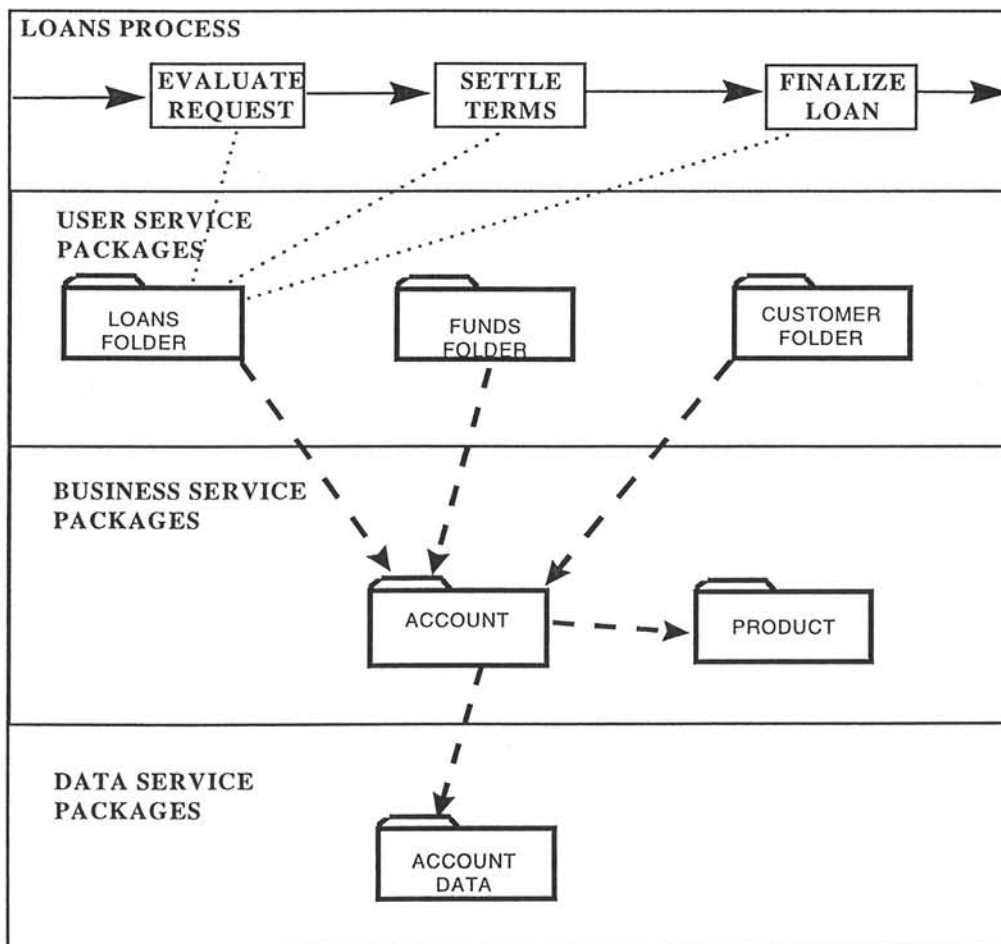 LOANS PROCESS
EVALUATE
REQUEST
SETTLE
TERMS
FINALIZE
LOAN
USER SERVICE
PACKAGES
LOANS
FOLDER
FUNDS
FOLDER
CUSTOMER
FOLDER
BUSINESS SERVICE
PACKAGES
ACCOUNT
PRODUCT
DATA SERVICE
PACKAGES
ACCOUNT
DATA